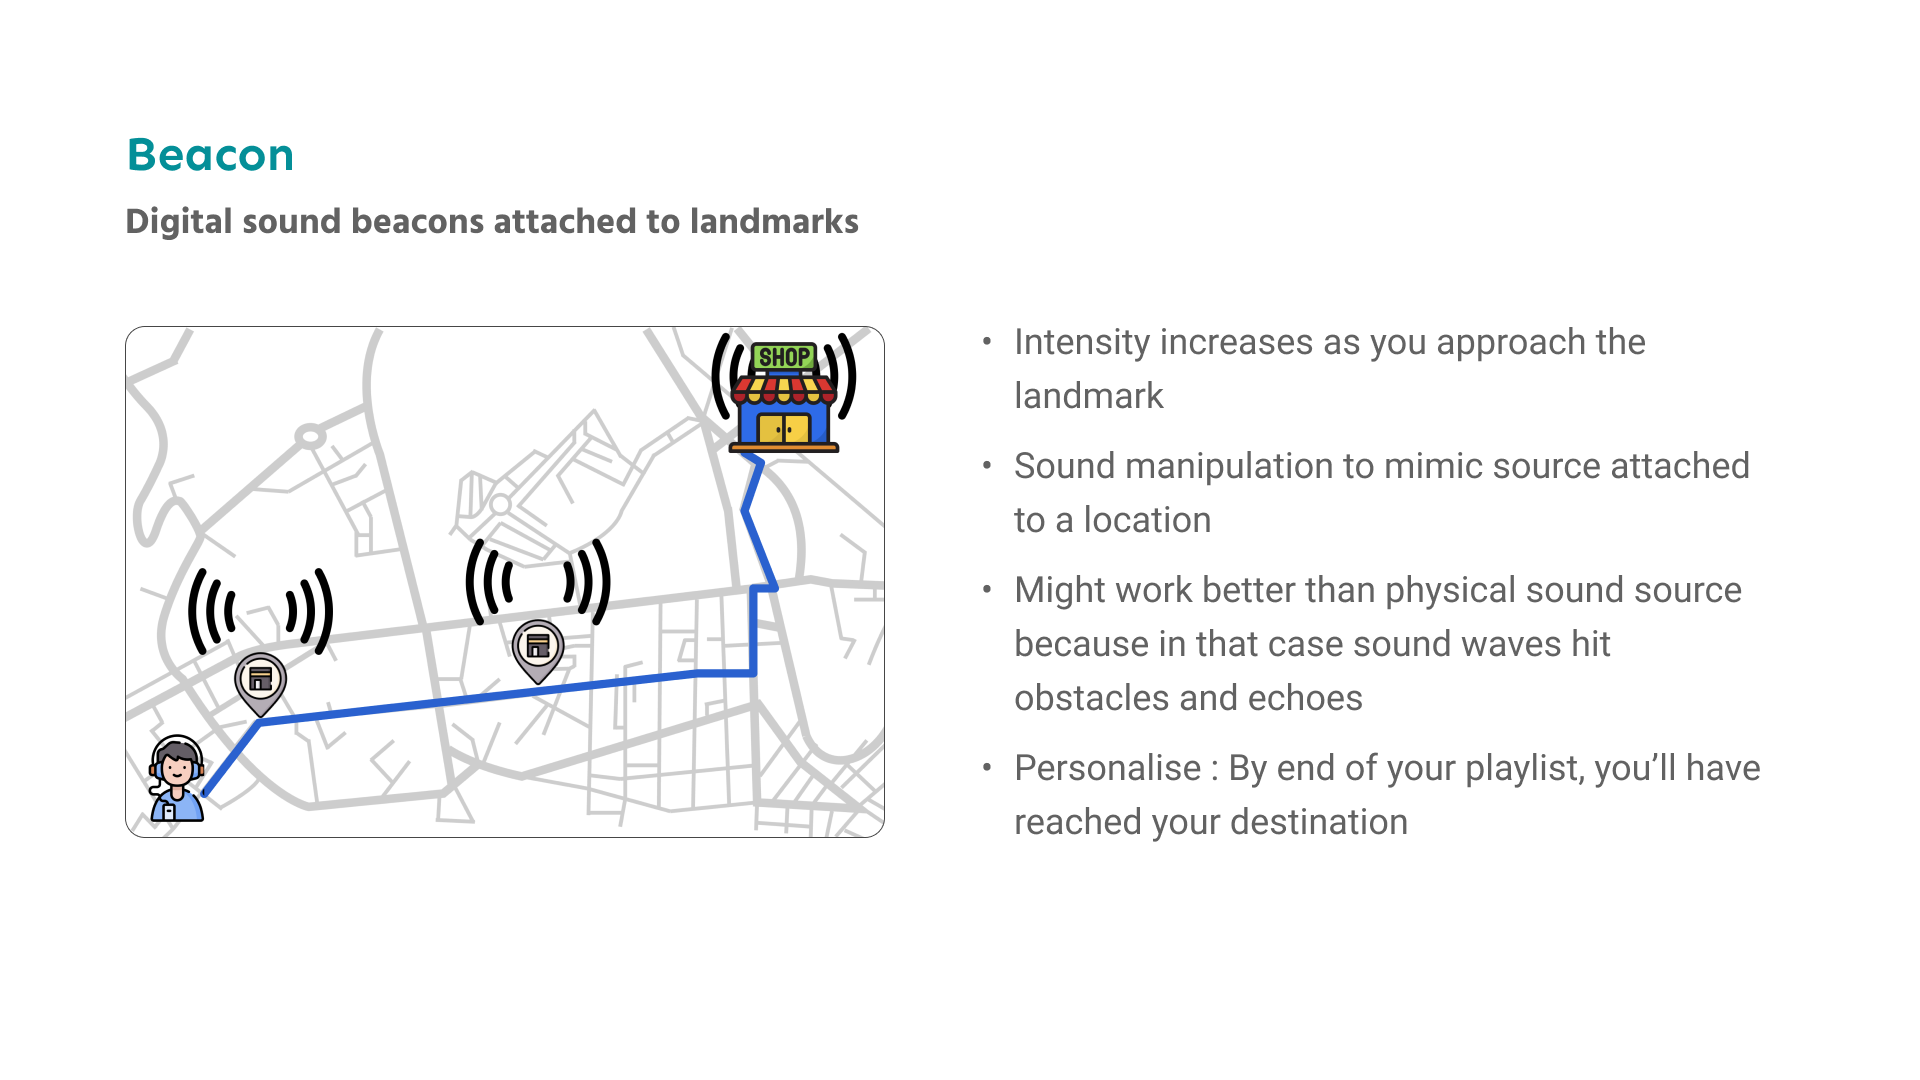 Beacon
Digital sound beacons attached to landmarks
SHOP
• Intensity increases as you approach the
landmark
• Sound manipulation to mimic source attached
to a location
• Might work better than physical sound source
because in that case sound waves hit
obstacles and echoes
• Personalise : By end of your playlist, you’ll have
reached your destination